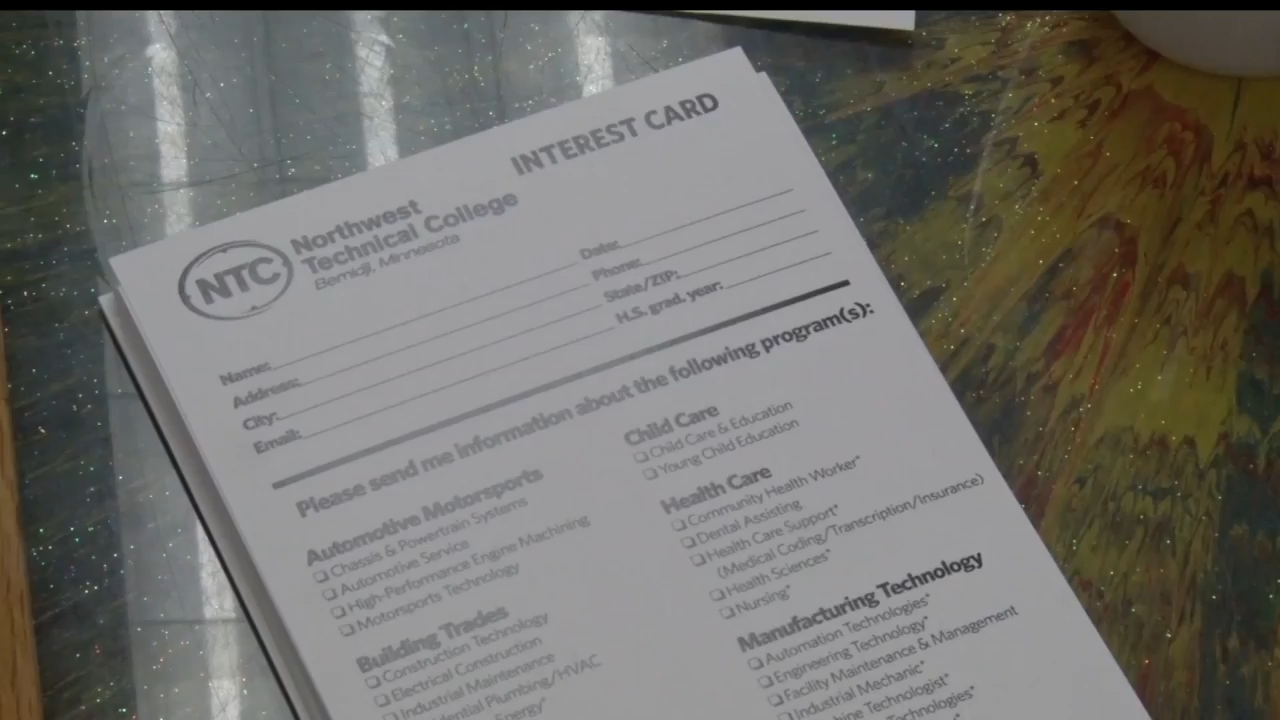 INTEREST CARD
NTC
Northwest
Technical College
Bemidji, Minnesota
Name: Date:
Address: Phone:
City: State/ZIP:
Email: H.S. grad. year:
Please send me information about the following program(s):
Automotive Motorsports
Chassis & Powertrain Systems
Automotive Service
High-Performance Engine Machining
Motorsports Technology
Building Trades
Construction Technology
Electrical Construction
Industrial Maintenance
Plumbing/HVAC
Energy*
Child Care
Child Care & Education
Young Child Education
Health Care
Community Health Worker*
Dental Assisting
Health Care Support*
(Medical Coding/Transcription/Insurance)
Health Sciences*
Nursing*
Manufacturing Technology
Automation Technologies*
Engineering Technology*
Facility Maintenance & Management
Industrial Mechanic*
Technologist*
Technologies*